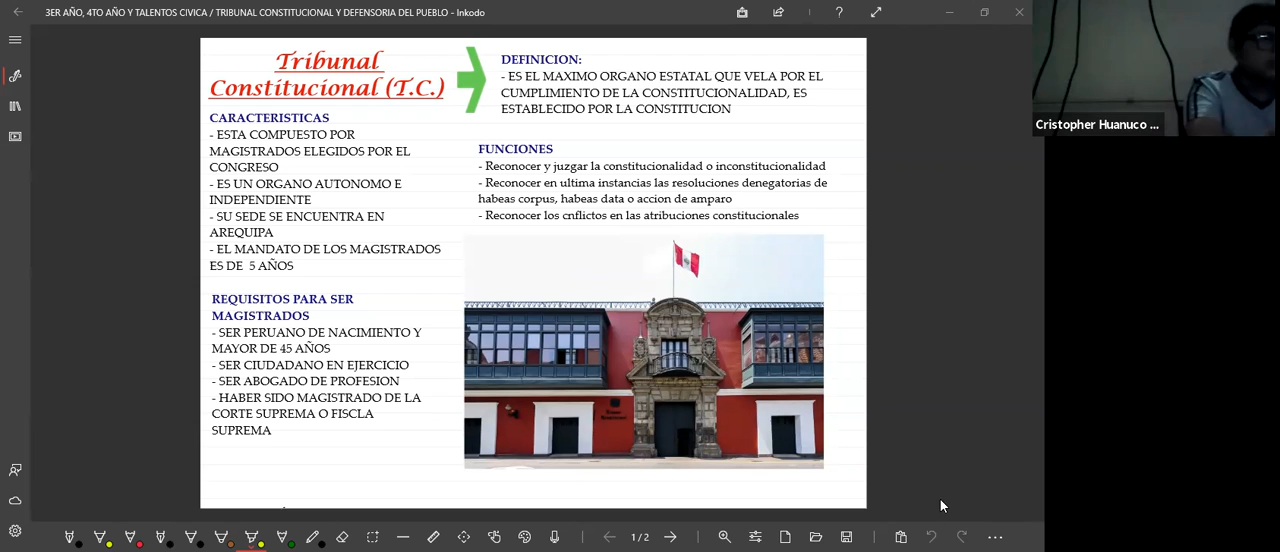 3ER AÑO, 4TO AÑO Y TALENTOS CIVICA / TRIBUNAL CONSTITUCIONAL Y DEFENSORIA DEL PUEBLO - Inkodo
Tribunal
Constitucional (T.C.)
CARACTERISTICAS
- ESTA COMPUESTO POR
MAGISTRADOS ELEGIDOS POR EL
CONGRESO
- ES UN ORGANO AUTONOMO E
INDEPENDIENTE
- SU SEDE SE ENCUENTRA EN
AREQUIPA
- EL MANDATO DE LOS MAGISTRADOS
ES DE 5 AÑOS
REQUISITOS PARA SER
MAGISTRADOS
- SER PERUANO DE NACIMIENTO Y
MAYOR DE 45 AÑOS
- SER CIUDADANO EN EJERCICIO
- SER ABOGADO DE PROFESION
- HABER SIDO MAGISTRADO DE LA
CORTE SUPREMA O FISCLA
SUPREMA
DEFINICION:
- ES EL MAXIMO ORGANO ESTATAL QUE VELA POR EL
CUMPLIMIENTO DE LA CONSTITUCIONALIDAD, ES
ESTABLECIDO POR LA CONSTITUCION
FUNCIONES
- Reconocer y juzgar la constitucionalidad o inconstitucionalidad
- Reconocer en ultima instancias las resoluciones denegatorias de
habeas corpus, habeas data o accion de amparo
- Reconocer los cnflictos en las atribuciones constitucionales
Cristopher Huanuco ...
1/2